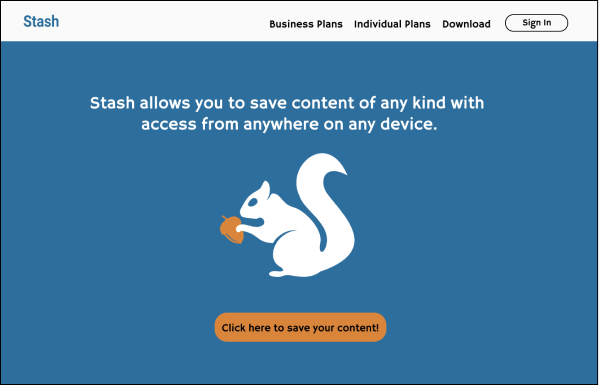 Stash
Business Plans
Individual Plans
Download
Sign In
Stash allows you to save content of any kind with
access from anywhere on any device.
Click here to save your content!